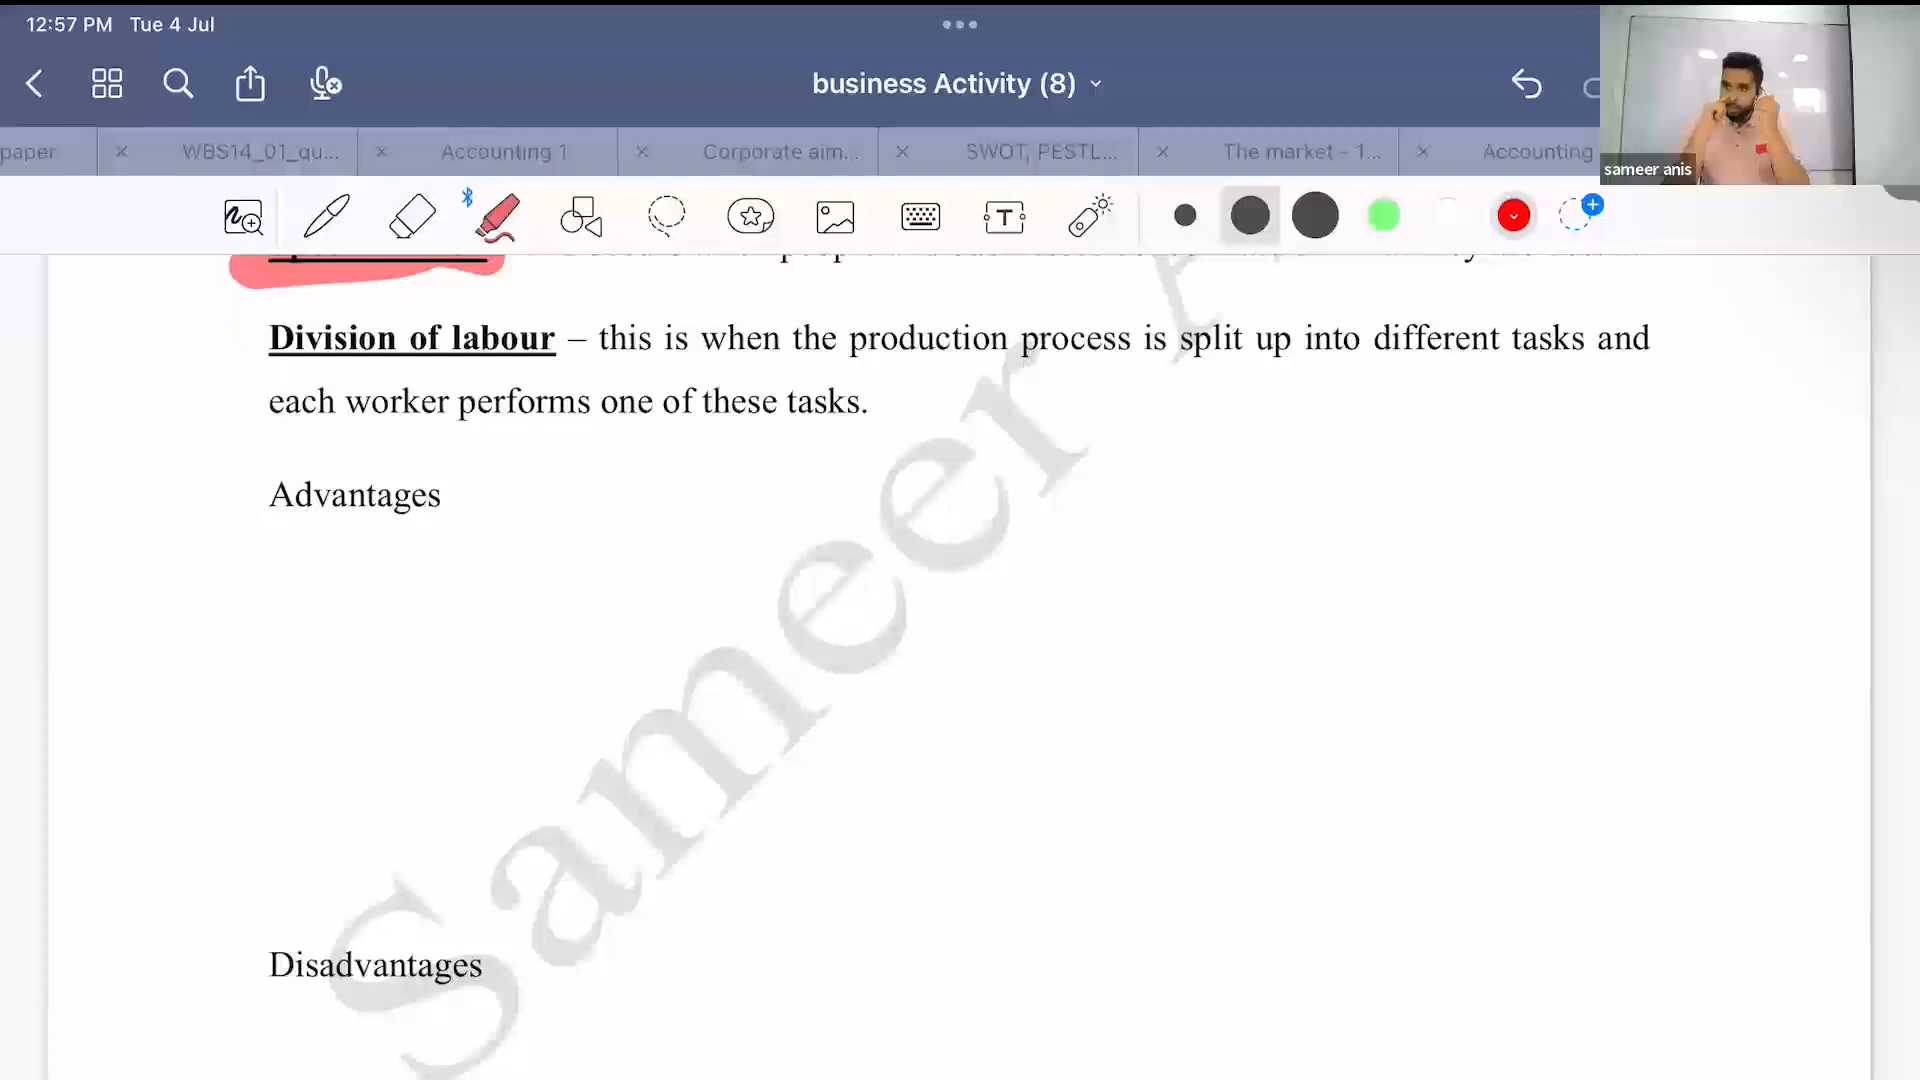 12:57 PM Tue 4 Jul
business Activity (8)
paper
WBS14_01_qu...
Accounting 1
Corporate aim...
SWOT, PESTL...
The market - 1...
Accounting
sameer anis
T
Division of labour – this is when the production process is split up into different tasks and
each worker performs one of these tasks.
Advantages
Disadvantages
Sameer